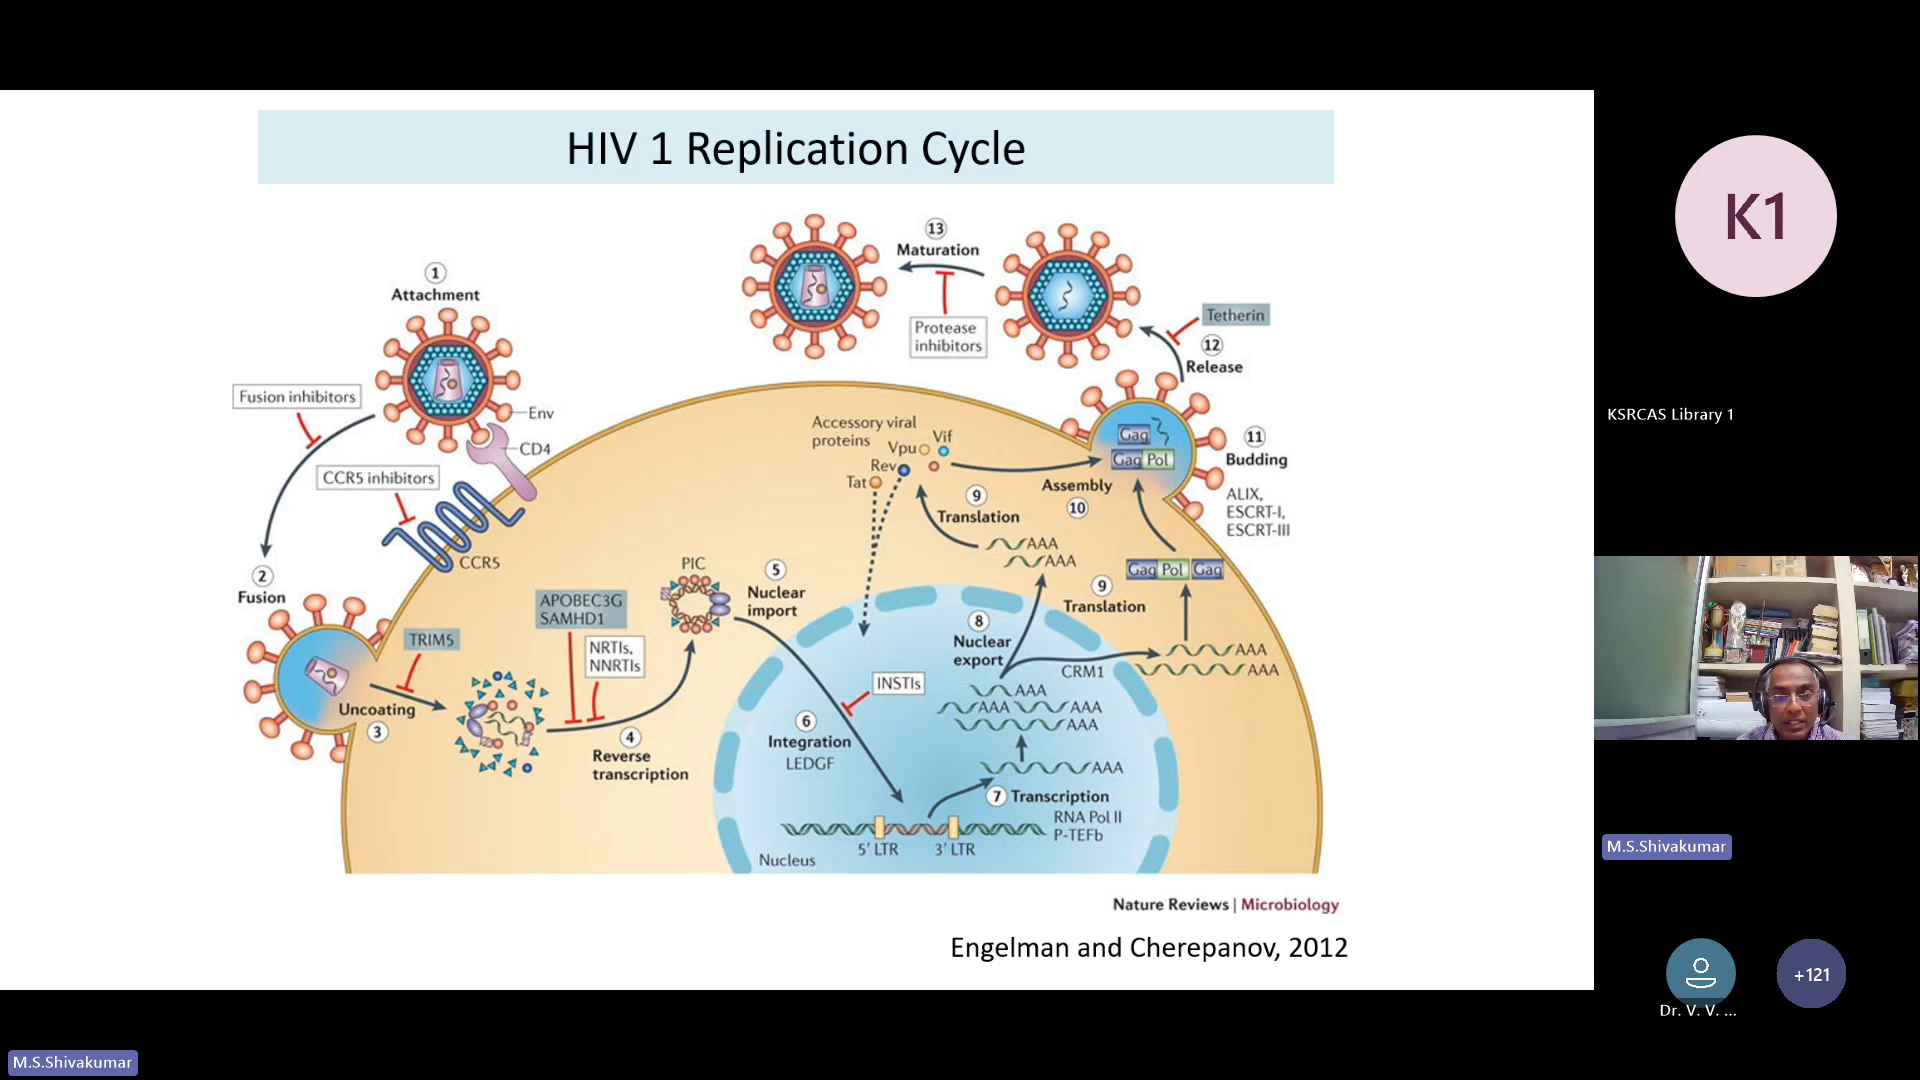 HIV 1 Replication Cycle
1
Attachment
Fusion inhibitors
Env
CD4
CCR5 inhibitors
CCR5
2
Fusion
TRIM5
Uncoating
3
APOBEC3G
SAMHD1
NRTIs,
NNRTIs
4
Reverse
transcription
PIC
5
Nuclear
import
INSTIs
6
Integration
LEDGF
5′ LTR
3′ LTR
Nucleus
7 Transcription
RNA Pol II
P-TEFb
AAA
AAA
AAA
AAA
AAA
8
Nuclear
export
CRM1
AAA
AAA
AAA
AAA
9
Translation
9
Translation
Gag Pol Gag
Accessory viral
proteins
Vpu
Vif
Rev
Tat
Assembly
10
Gag
Gag Pol
11
Budding
ALIX,
ESCRT-I,
ESCRT-III
12
Release
Tetherin
13
Maturation
Protease
inhibitors
Nature Reviews | Microbiology
Engelman and Cherepanov, 2012
K1
KSRCAS Library 1
M.S.Shivakumar
Dr. V. V. ...
+121
M.S.Shivakumar